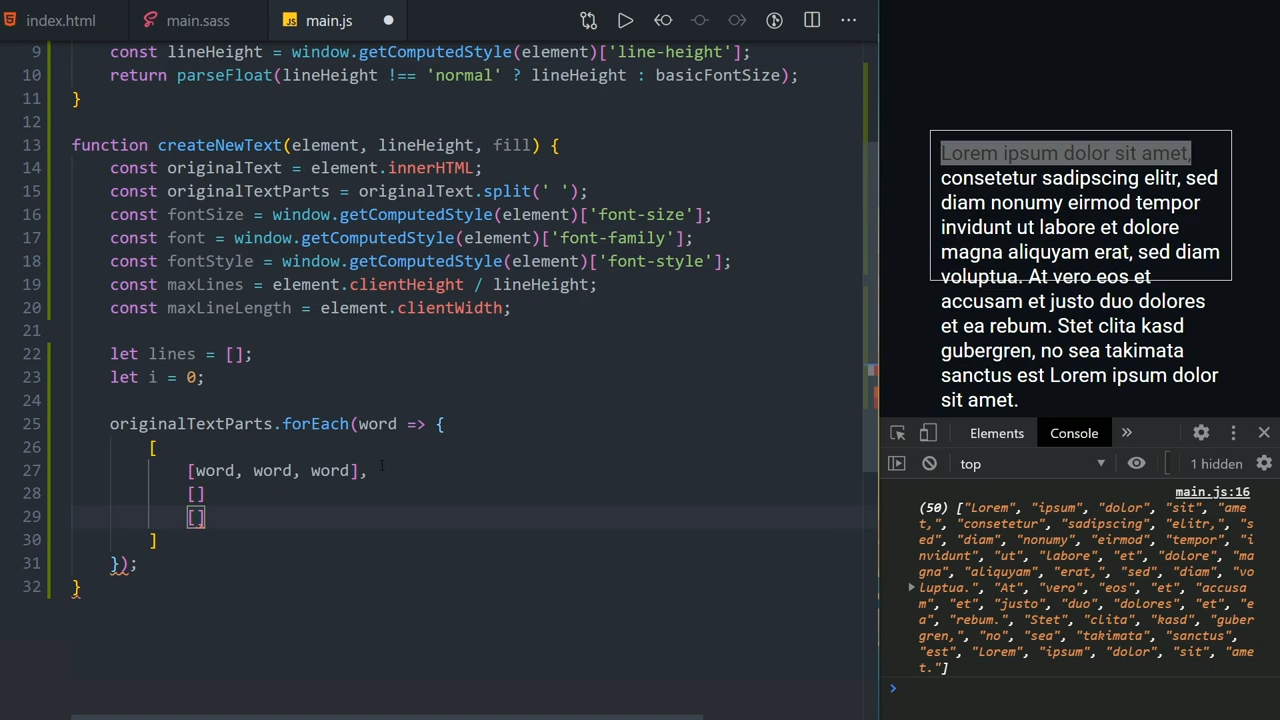 index.html
main.sass
JS main.js
9 const lineHeight = window.getComputedStyle(element)['line-height'];
10 return parseFloat(lineHeight !== 'normal' ? lineHeight : basicFontSize);
11 }
12
13 function createNewText(element, lineHeight, fill) {
14 const originalText = element.innerHTML;
15 const originalTextParts = originalText.split(' ');
16 const fontSize = window.getComputedStyle(element)['font-size'];
17 const font = window.getComputedStyle(element)['font-family'];
18 const fontStyle = window.getComputedStyle(element)['font-style'];
19 const maxLines = element.clientHeight / lineHeight;
20 const maxLineLength = element.clientWidth;
21
22 let lines = [];
23 let i = 0;
24
25 originalTextParts.forEach(word => {
26 [
27 [word, word, word],
28 []
29 []
30 ]
31 });
32 }
Lorem ipsum dolor sit amet,
consetetur sadipscing elitr, sed
diam nonumy eirmod tempor
invidunt ut labore et dolore
magna aliquyam erat, sed diam
voluptua. At vero eos et
accusam et justo duo dolores
et ea rebum. Stet clita kasd
gubergren, no sea takimata
sanctus est Lorem ipsum dolor
sit amet.
Elements
Console
top
1 hidden
main.js:16
(50) ["Lorem", "ipsum", "dolor", "sit", "ame
t,", "consetetur", "sadipscing", "elitr,", "s
ed", "diam", "nonumy", "eirmod", "tempor", "i
nvidunt", "ut", "labore", "et", "dolore", "ma
gna", "aliquyam", "erat,", "sed", "diam", "vo
luptua.", "At", "vero", "eos", "et", "accusa
m", "et", "justo", "duo", "dolores", "et", "e
a", "rebum.", "Stet", "clita", "kasd", "guber
gren,", "no", "sea", "takimata", "sanctus",
"est", "Lorem", "ipsum", "dolor", "sit", "ame
t."]